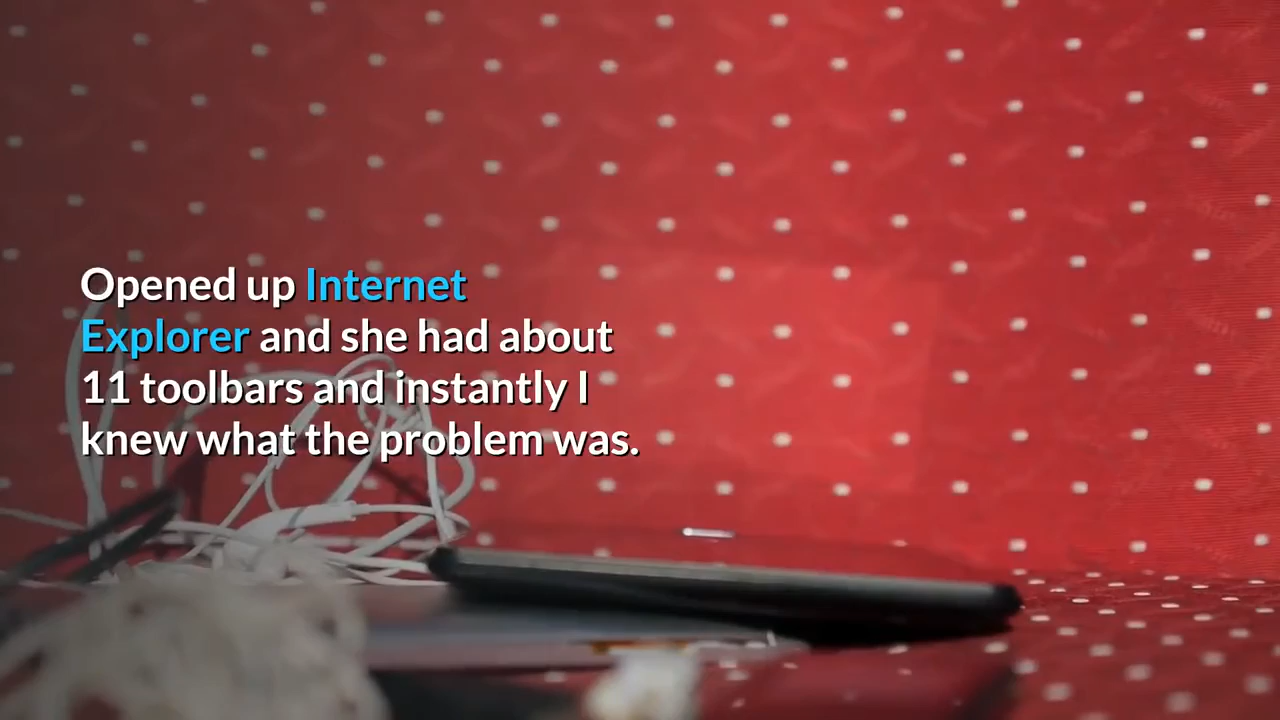 Opened up Internet
Explorer and she had about
11 toolbars and instantly I
knew what the problem was.